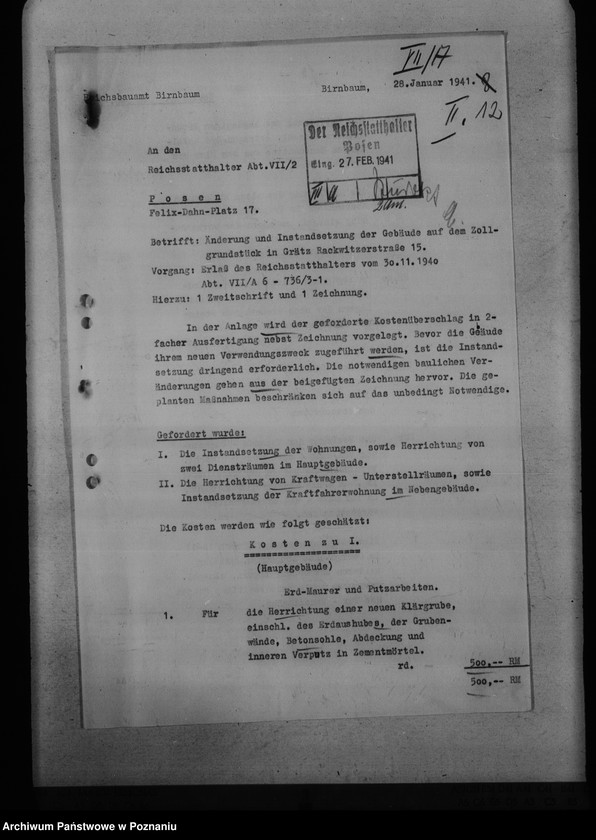 VII/A
Reichsbauamt Birnbaum
Birnbaum, 28.Januar 1941.
II. 12
Der Reichsstatthalter
Posen
Eing. 27. FEB. 1941
An den
Reichsstatthalter Abt.VII/2
P o s e n
Felix-Dahn-Platz 17.
Betrifft: Änderung und Instandsetzung der Gebäude auf dem Zoll-
grundstück in Grätz Rackwitzerstraße 15.
Vorgang: Erlaß des Reichsstatthalters vom 30.11.1940
Abt. VII/A 6 - 736/3-1.
Hierzu: 1 Zweitschrift und 1 Zeichnung.
In der Anlage wird der geforderte Kostenüberschlag in 2-
facher Ausfertigung nebst Zeichnung vorgelegt. Bevor die Gebäude
ihrem neuen Verwendungszweck zugeführt werden, ist die Instand-
setzung dringend erforderlich. Die notwendigen baulichen Ver-
änderungen gehen aus der beigefügten Zeichnung hervor. Die ge-
planten Maßnahmen beschränken sich auf das unbedingt Notwendige.
Gefordert wurde:
I. Die Instandsetzung der Wohnungen, sowie Herrichtung von
zwei Diensträumen im Hauptgebäude.
II. Die Herrichtung von Kraftwagen - Unterstellräumen, sowie
Instandsetzung der Kraftfahrerwohnung im Nebengebäude.
Die Kosten werden wie folgt geschätzt:
K o s t e n zu I.
(Hauptgebäude)
Erd-Maurer und Putzarbeiten.
1. Für die Herrichtung einer neuen Klärgrube,
einschl. des Erdaushubes, der Gruben-
wände, Betonsohle, Abdeckung und
inneren Verputz in Zementmörtel.
rd. 500,-- RM
500,-- RM
Archiwum Państwowe w Poznaniu